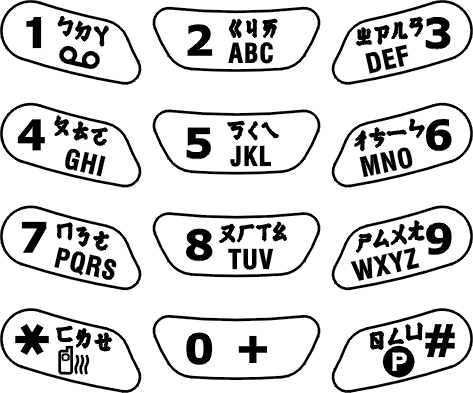 1 ㄅㄉㄚ
2 ㄍㄐㄞ
ABC
ㄓㄗㄦㄢ 3
DEF
4 ㄆㄊㄛ
GHI
5 ㄎㄑㄟ
JKL
ㄔㄘㄧㄣ 6
MNO
7 ㄇㄋㄜ
PQRS
8 ㄡㄏㄒㄠ
TUV
ㄕㄙㄨㄤ 9
WXYZ
* ㄈㄌㄝ
0 +
ㄖㄥㄩ #
P